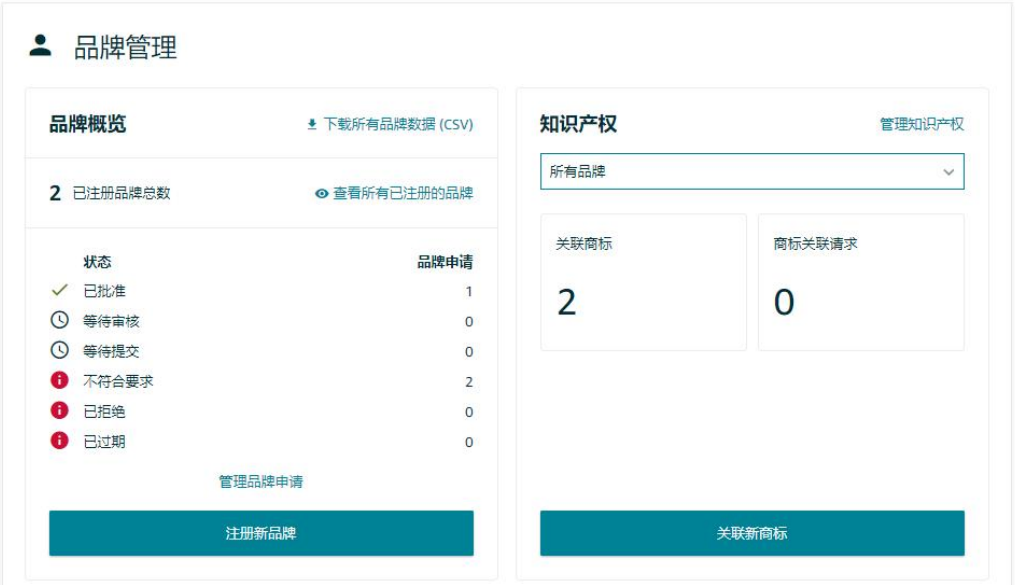 品牌管理
品牌概览
下载所有品牌数据 (CSV)
2 已注册品牌总数
查看所有已注册的品牌
状态 品牌申请
已批准 1
等待审核 0
等待提交 0
不符合要求 2
已拒绝 0
已过期 0
管理品牌申请
注册新品牌
知识产权
管理知识产权
所有品牌
关联商标
2
商标关联请求
0
关联新商标